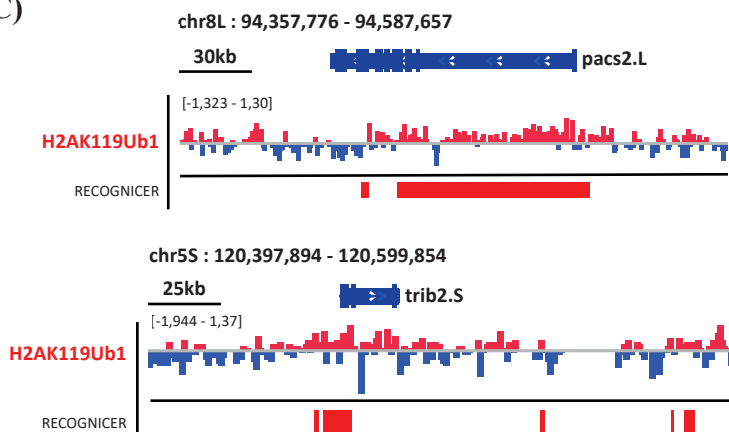 C)
chr8L : 94,357,776 - 94,587,657
30kb
pacs2.L
[-1,323 - 1,30]
H2AK119Ub1
RECOGNICER
chr5S : 120,397,894 - 120,599,854
25kb
trib2.S
[-1,944 - 1,37]
H2AK119Ub1
RECOGNICER